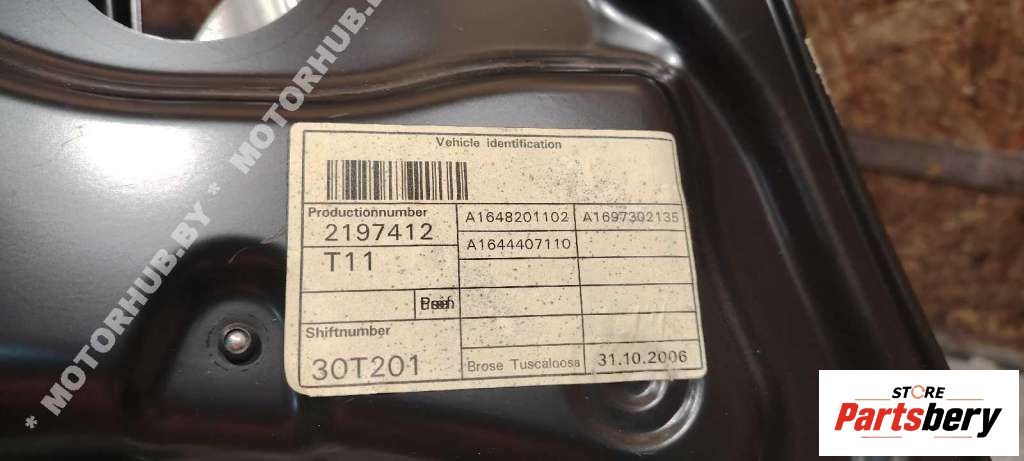 Vehicle identification
Productionnumber
2197412
T11
A1648201102 A1697302135
A1644407110
Shiftnumber
30T201
Brose Tuscaloosa 31.10.2006
* MOTORHUB.BY * MOTORHUB.BY
STORE
Partsbery